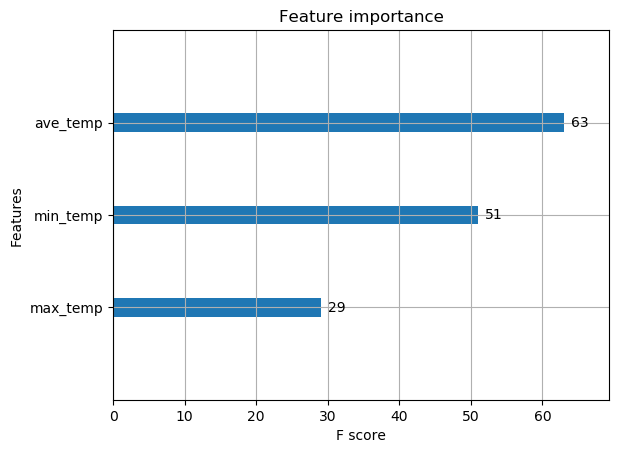 Feature importance
Features
ave_temp
63
min_temp
51
max_temp
29
0 10 20 30 40 50 60
F score